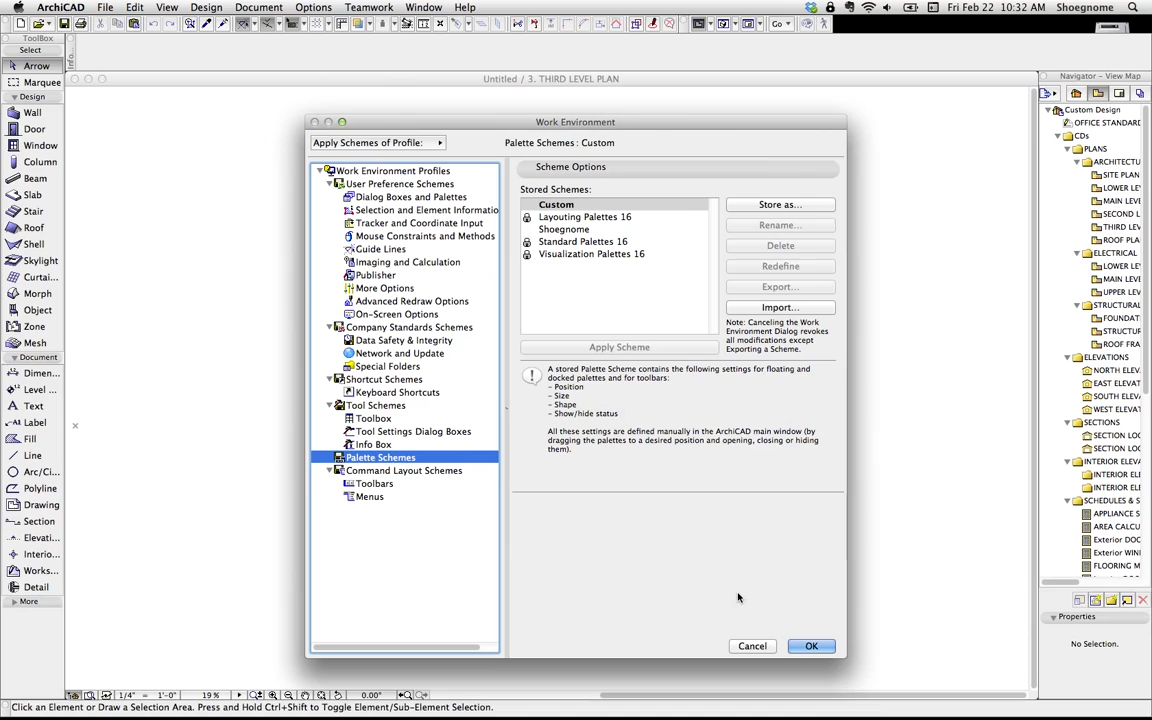 ArchiCAD File Edit View Design Document Options Teamwork Window Help Fri Feb 22 10:32 AM Shoegnome
Go
ToolBox
Select
Arrow
Marquee
Design
Wall
Door
Window
Column
Beam
Slab
Stair
Roof
Shell
Skylight
Curtai...
Morph
Object
Zone
Mesh
Document
Dimen...
Level ...
Text
Label
Fill
Line
Arc/Ci...
Polyline
Drawing
Section
Elevati...
Interio...
Works...
Detail
More
Untitled / 3. THIRD LEVEL PLAN
Work Environment
Apply Schemes of Profile:
Palette Schemes : Custom
Work Environment Profiles
User Preference Schemes
Dialog Boxes and Palettes
Selection and Element Informatio
Tracker and Coordinate Input
Mouse Constraints and Methods
Guide Lines
Imaging and Calculation
Publisher
More Options
Advanced Redraw Options
On-Screen Options
Company Standards Schemes
Data Safety & Integrity
Network and Update
Special Folders
Shortcut Schemes
Keyboard Shortcuts
Tool Schemes
Toolbox
Tool Settings Dialog Boxes
Info Box
Palette Schemes
Command Layout Schemes
Toolbars
Menus
Scheme Options
Stored Schemes:
Custom
Layouting Palettes 16
Shoegnome
Standard Palettes 16
Visualization Palettes 16
Store as...
Rename...
Delete
Redefine
Export...
Import...
Note: Canceling the Work
Environment Dialog revokes
all modifications except
Exporting a Scheme.
Apply Scheme
A stored Palette Scheme contains the following settings for floating and
docked palettes and for toolbars:
- Position
- Size
- Shape
- Show/hide status
All these settings are defined manually in the ArchiCAD main window (by
dragging the palettes to a desired position and opening, closing or hiding
them).
Cancel OK
Navigator - View Map
Custom Design
OFFICE STANDARD
CDs
PLANS
ARCHITECTU
SITE PLAN
LOWER LE
MAIN LEVE
SECOND L
THIRD LEV
ROOF PLA
ELECTRICAL
LOWER LE
MAIN LEVE
UPPER LEV
STRUCTURAL
FOUNDAT
STRUCTUR
ROOF FRA
ELEVATIONS
NORTH ELEV
EAST ELEVAT
SOUTH ELEV
WEST ELEVAT
SECTIONS
SECTION LOC
SECTION LOC
INTERIOR ELEVA
INTERIOR ELE
INTERIOR ELE
SCHEDULES & S
APPLIANCE S
AREA CALCU
Exterior DOC
Exterior WIN
FLOORING M
Properties
No Selection.
1/4" = 1'-0" 19 % 0.00°
Click an Element or Draw a Selection Area. Press and Hold Ctrl+Shift to Toggle Element/Sub-Element Selection.